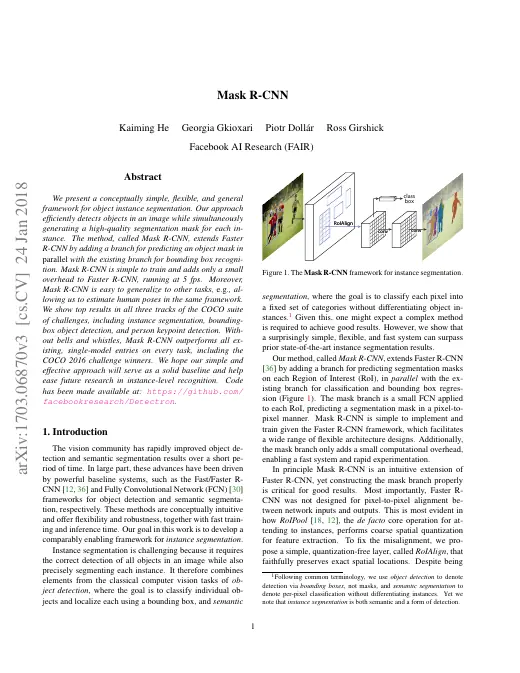 Mask R-CNN
Kaiming He Georgia Gkioxari Piotr Dollár Ross Girshick
Facebook AI Research (FAIR)
arXiv:1703.06870v3 [cs.CV] 24 Jan 2018
Abstract
We present a conceptually simple, flexible, and general
framework for object instance segmentation. Our approach
efficiently detects objects in an image while simultaneously
generating a high-quality segmentation mask for each in-
stance. The method, called Mask R-CNN, extends Faster
R-CNN by adding a branch for predicting an object mask in
parallel with the existing branch for bounding box recogni-
tion. Mask R-CNN is simple to train and adds only a small
overhead to Faster R-CNN, running at 5 fps. Moreover,
Mask R-CNN is easy to generalize to other tasks, e.g., al-
lowing us to estimate human poses in the same framework.
We show top results in all three tracks of the COCO suite
of challenges, including instance segmentation, bounding-
box object detection, and person keypoint detection. With-
out bells and whistles, Mask R-CNN outperforms all ex-
isting, single-model entries on every task, including the
COCO 2016 challenge winners. We hope our simple and
effective approach will serve as a solid baseline and help
ease future research in instance-level recognition. Code
has been made available at: https://github.com/
facebookresearch/Detectron.
1. Introduction
The vision community has rapidly improved object de-
tection and semantic segmentation results over a short pe-
riod of time. In large part, these advances have been driven
by powerful baseline systems, such as the Fast/Faster R-
CNN [12, 36] and Fully Convolutional Network (FCN) [30]
frameworks for object detection and semantic segmenta-
tion, respectively. These methods are conceptually intuitive
and offer flexibility and robustness, together with fast train-
ing and inference time. Our goal in this work is to develop a
comparably enabling framework for instance segmentation.
Instance segmentation is challenging because it requires
the correct detection of all objects in an image while also
precisely segmenting each instance. It therefore combines
elements from the classical computer vision tasks of ob-
ject detection, where the goal is to classify individual ob-
jects and localize each using a bounding box, and semantic
class
box
RoIAlign
conv
conv
Figure 1. The Mask R-CNN framework for instance segmentation.
segmentation, where the goal is to classify each pixel into
a fixed set of categories without differentiating object in-
stances.1 Given this, one might expect a complex method
is required to achieve good results. However, we show that
a surprisingly simple, flexible, and fast system can surpass
prior state-of-the-art instance segmentation results.
Our method, called Mask R-CNN, extends Faster R-CNN
[36] by adding a branch for predicting segmentation masks
on each Region of Interest (RoI), in parallel with the ex-
isting branch for classification and bounding box regres-
sion (Figure 1). The mask branch is a small FCN applied
to each RoI, predicting a segmentation mask in a pixel-to-
pixel manner. Mask R-CNN is simple to implement and
train given the Faster R-CNN framework, which facilitates
a wide range of flexible architecture designs. Additionally,
the mask branch only adds a small computational overhead,
enabling a fast system and rapid experimentation.
In principle Mask R-CNN is an intuitive extension of
Faster R-CNN, yet constructing the mask branch properly
is critical for good results. Most importantly, Faster R-
CNN was not designed for pixel-to-pixel alignment be-
tween network inputs and outputs. This is most evident in
how RoIPool [18, 12], the de facto core operation for at-
tending to instances, performs coarse spatial quantization
for feature extraction. To fix the misalignment, we pro-
pose a simple, quantization-free layer, called RoIAlign, that
faithfully preserves exact spatial locations. Despite being
1Following common terminology, we use object detection to denote
detection via bounding boxes, not masks, and semantic segmentation to
denote per-pixel classification without differentiating instances. Yet we
note that instance segmentation is both semantic and a form of detection.
1